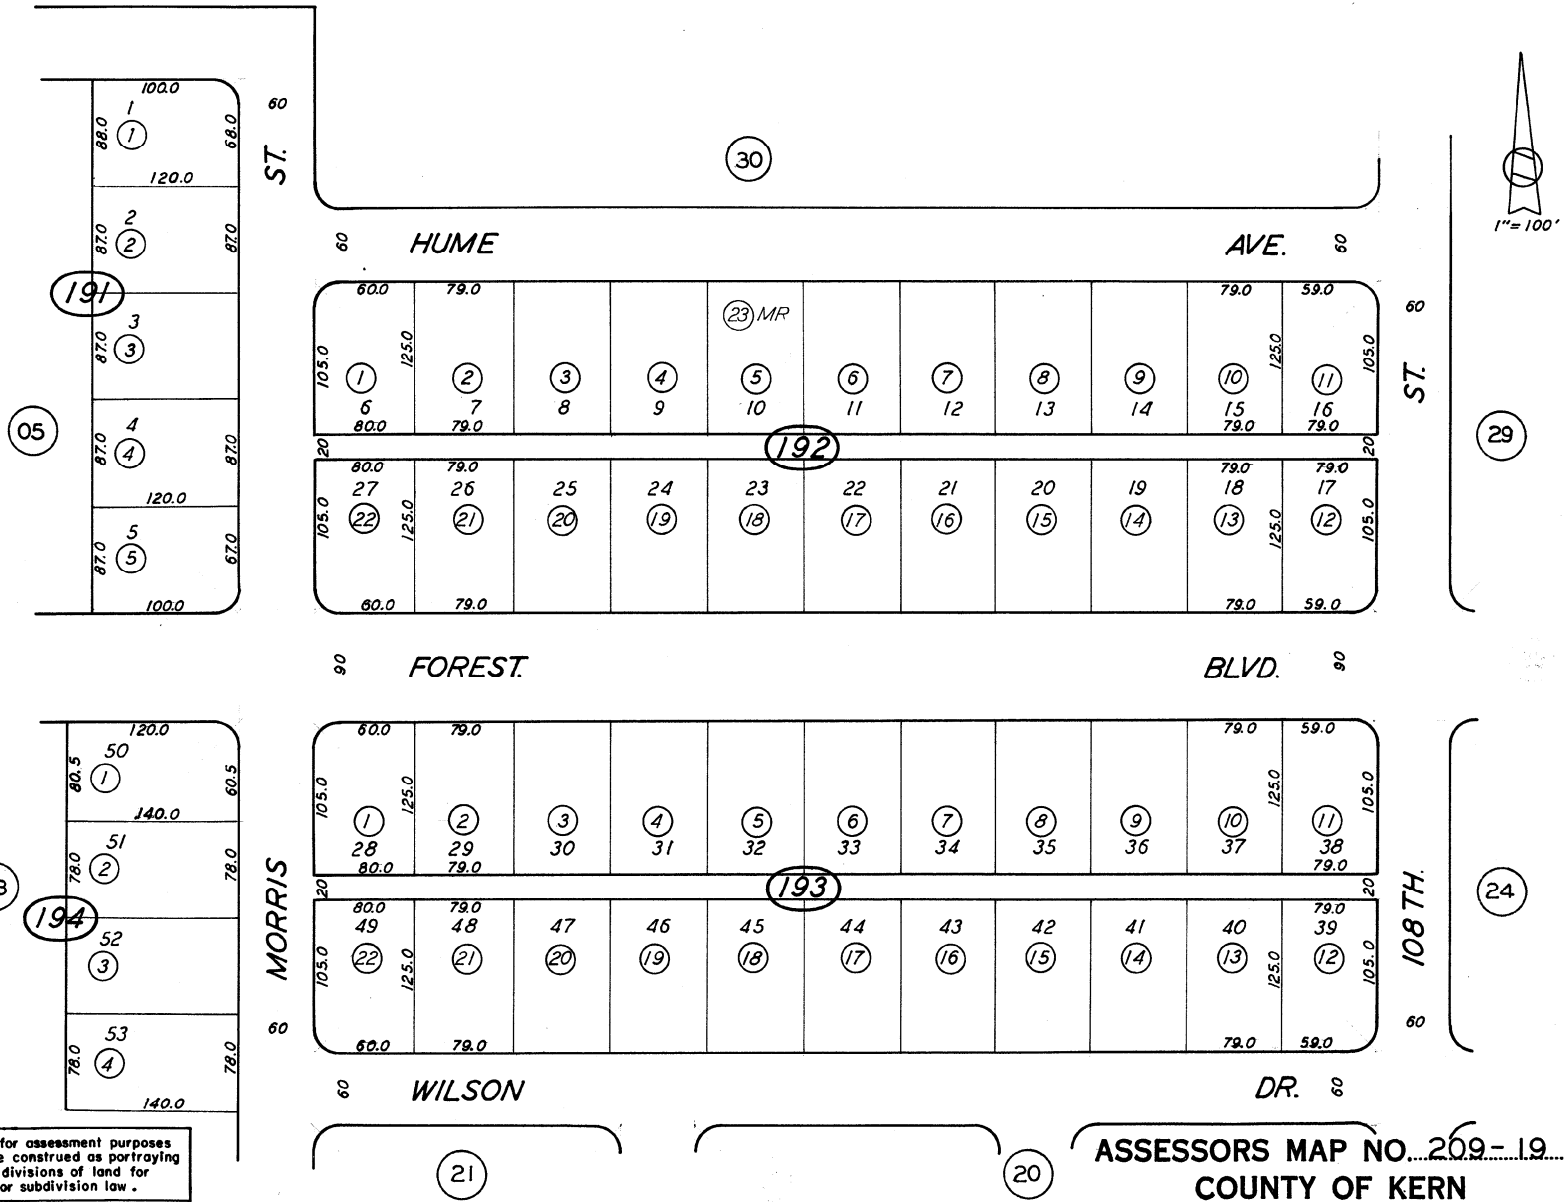 100.0
1
60
88.0 1 68.0
ST.
30
120.0
1"=100'
2
87.0 2 87.0
60 HUME AVE. 60
191
60.0 79.0 79.0 59.0
23 MR
60
3
87.0 3
105.0 125.0 125.0 105.0
ST.
1 2 3 4 5 6 7 8 9 10 11
6 7 8 9 10 11 12 13 14 15 16
80.0 79.0 79.0 79.0
05
4
87.0 4 87.0
20 192 20
29
80.0 79.0 79.0 79.0
27 26 25 24 23 22 21 20 19 18 17
120.0
105.0 22 125.0 21 20 19 18 17 16 15 14 13 125.0 12 105.0
5
87.0 5 67.0
100.0
60.0 79.0 79.0 59.0
90 FOREST. BLVD. 90
120.0
60.0 79.0 79.0 59.0
50
80.5 1 60.5
105.0 125.0 125.0 105.0
140.0
1 2 3 4 5 6 7 8 9 10 11
28 29 30 31 32 33 34 35 36 37 38
80.0 79.0 79.0
51
78.0 2 78.0
20 193 20
24
194
80.0 79.0 79.0
49 48 47 46 45 44 43 42 41 40 39
MORRIS
108TH.
52
3
105.0 22 125.0 21 20 19 18 17 16 15 14 13 125.0 12 105.0
60
60
53
78.0 4 78.0
60.0 79.0 79.0 59.0
140.0
60 WILSON DR. 60
for assessment purposes
construed as portraying
divisions of land for
or subdivision law.
21
20
ASSESSORS MAP NO. 209-19
COUNTY OF KERN